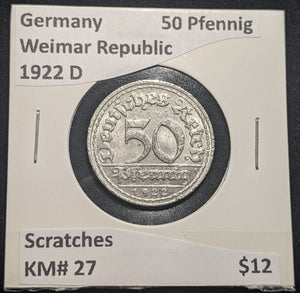 Germany 50 Pfennig
Weimar Republic
1922 D
Deutsches Reich
50
Pfennig
1922
Scratches
KM# 27 $12